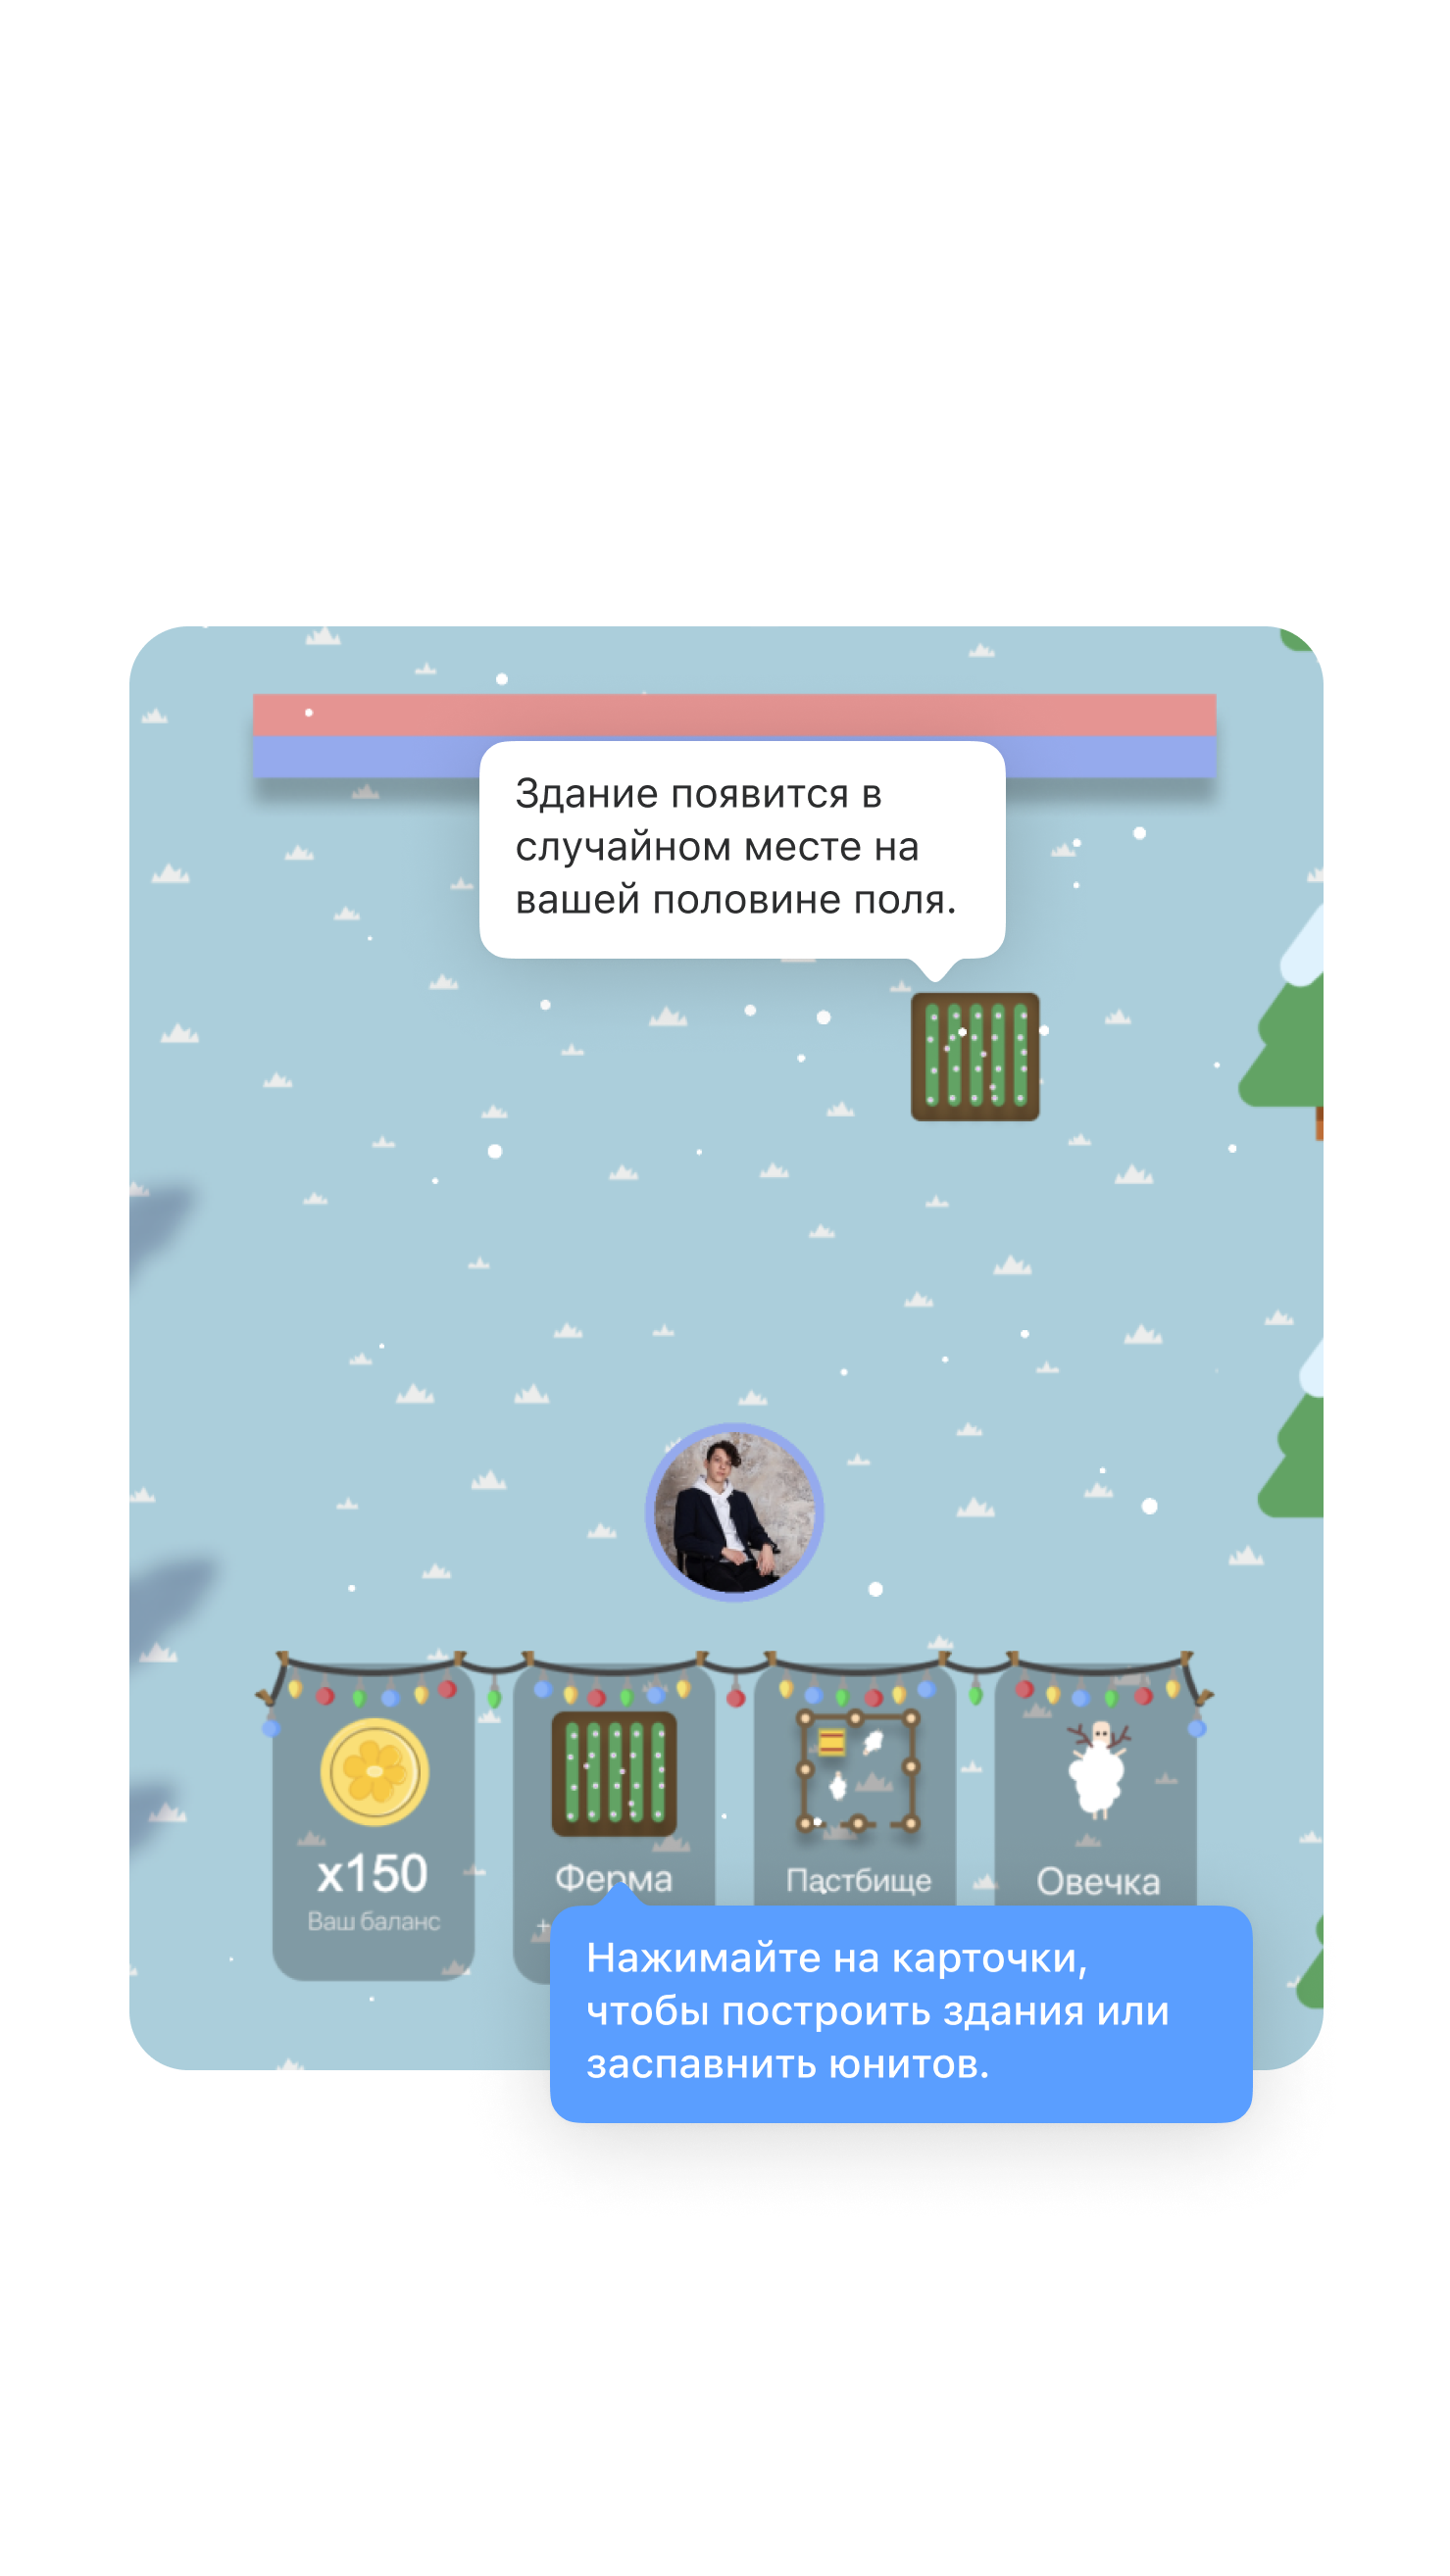 Здание появится в
случайном месте на
вашей половине поля.
x150
Ваш баланс
Ферма
+
Пастбище
Овечка
Нажимайте на карточки,
чтобы построить здания или
заспавнить юнитов.